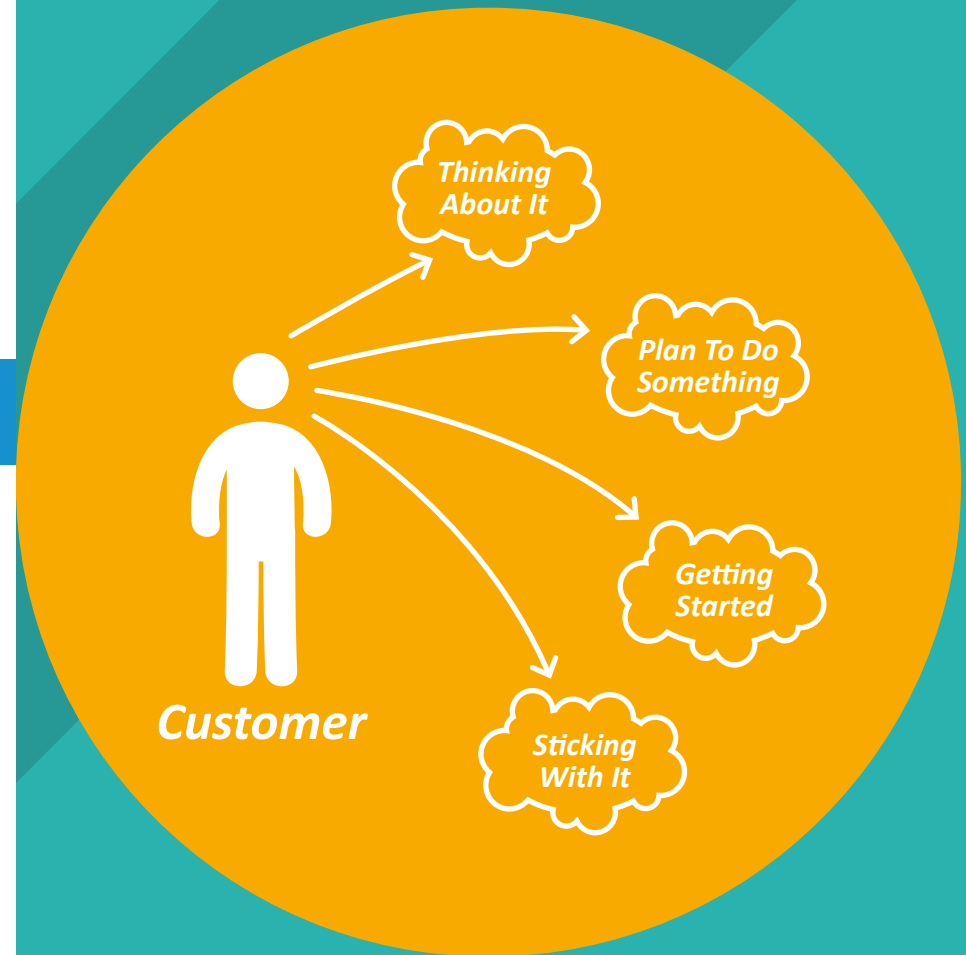 Thinking
About It
Plan To Do
Something
Getting
Started
Sticking
With It
Customer